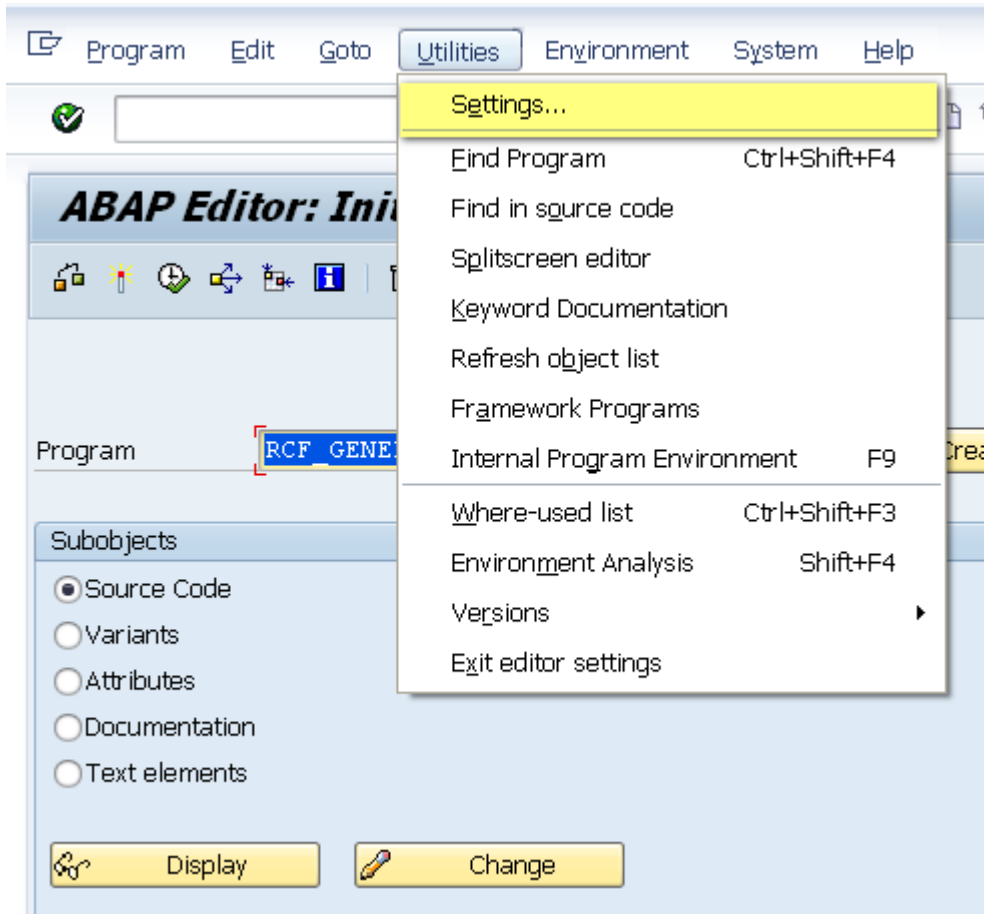 Program Edit Goto Utilities Environment System Help
Settings...
Find Program Ctrl+Shift+F4
Find in source code
Splitscreen editor
Keyword Documentation
Refresh object list
Framework Programs
Internal Program Environment F9
Where-used list Ctrl+Shift+F3
Environment Analysis Shift+F4
Versions
Exit editor settings
ABAP Editor: Init
Program RCF_GENE
Crea
Subobjects
Source Code
Variants
Attributes
Documentation
Text elements
Display Change